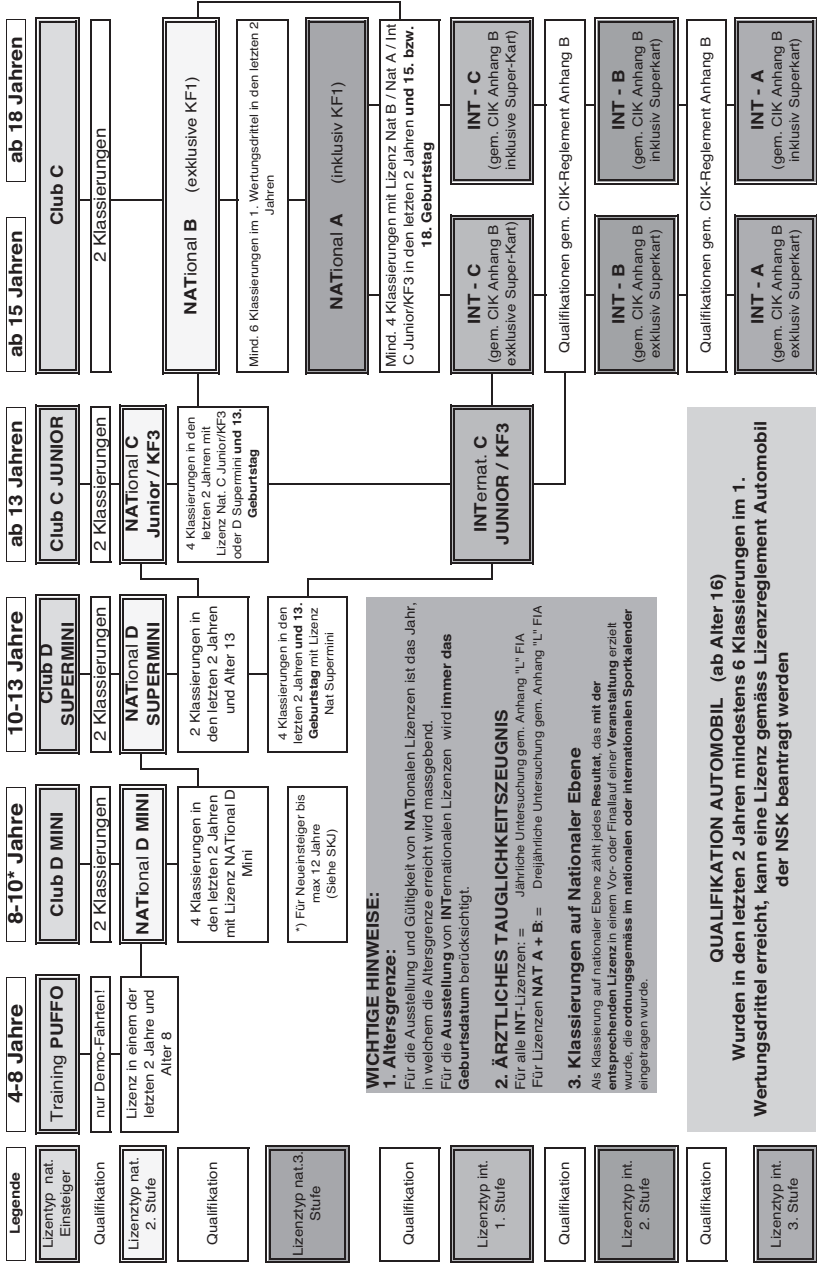 Legende
Lizentyp nat.
Einsteiger
Qualifikation
Lizenztyp nat.
2. Stufe
Qualifikation
Lizenztyp nat.3.
Stufe
Qualifikation
Lizenztyp int.
1. Stufe
Qualifikation
Lizenztyp int.
2. Stufe
Qualifikation
Lizenztyp int.
3. Stufe
4-8 Jahre
Training PUFFO
nur Demo-Fahrten!
Lizenz in einem der
letzten 2 Jahre und
Alter 8
8-10* Jahre
Club D MINI
2 Klassierungen
NATional D MINI
4 Klassierungen in
den letzten 2 Jahren
mit Lizenz NATional D
Mini
*) Für Neueinsteiger bis
max 12 Jahre
(Siehe SKJ)
10-13 Jahre
Club D
SUPERMINI
2 Klassierungen
NATional D
SUPERMINI
2 Klassierungen in
den letzten 2 Jahren
und Alter 13
4 Klassierungen in den
letzten 2 Jahren und 13.
Geburtstag mit Lizenz
Nat Supermini
ab 13 Jahren
Club C JUNIOR
2 Klassierungen
NATional C
Junior / KF3
4 Klassierungen in den
letzten 2 Jahren mit
Lizenz Nat. C Junior/KF3
oder D Supermini und 13.
Geburtstag
INTernat. C
JUNIOR / KF3
ab 15 Jahren
ab 18 Jahren
Club C
2 Klassierungen
NATional B (exklusive KF1)
Mind. 6 Klassierungen im 1. Wertungsdrittel in den letzten 2
Jahren
NATional A (inklusiv KF1)
Mind. 4 Klassierungen mit Lizenz Nat B / Nat A / Int
C Junior/KF3 in den letzten 2 Jahren und 15. bzw.
18. Geburtstag
INT - C
(gem. CIK Anhang B
exklusive Super-Kart)
INT - C
(gem. CIK Anhang B
inklusive Super-Kart)
Qualifikationen gem. CIK-Reglement Anhang B
INT - B
(gem. CIK Anhang B
exklusiv Superkart)
INT - B
(gem. CIK Anhang B
inklusiv Superkart)
Qualifikationen gem. CIK-Reglement Anhang B
INT - A
(gem. CIK Anhang B
exklusiv Superkart)
INT - A
(gem. CIK Anhang B
inklusiv Superkart)
WICHTIGE HINWEISE:
1. Altersgrenze:
Für die Ausstellung und Gültigkeit von NATionalen Lizenzen ist das Jahr,
in welchem die Altersgrenze erreicht wird massgebend.
Für die Ausstellung von INTernationalen Lizenzen wird immer das
Geburtsdatum berücksichtigt.
2. ÄRZTLICHES TAUGLICHKEITSZEUGNIS
Für alle INT-Lizenzen: = Jährliche Untersuchung gem. Anhang "L" FIA
Für Lizenzen NAT A + B: = Dreijährliche Untersuchung gem. Anhang "L" FIA
3. Klassierungen auf Nationaler Ebene
Als Klassierung auf nationaler Ebene zählt jedes Resultat, das mit der
entsprechenden Lizenz in einem Vor- oder Finallauf einer Veranstaltung erzielt
wurde, die ordnungsgemäss im nationalen oder internationalen Sportkalender
eingetragen wurde.
QUALIFIKATION AUTOMOBIL (ab Alter 16)
Wurden in den letzten 2 Jahren mindestens 6 Klassierungen im 1.
Wertungsdrittel erreicht, kann eine Lizenz gemäss Lizenzreglement Automobil
der NSK beantragt werden